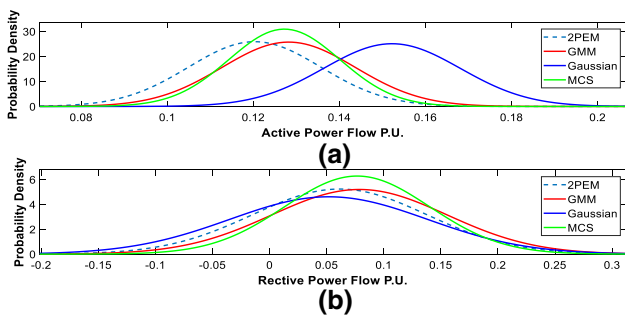 Probability Density
30
20
10
0
0.08
0.1
0.12
0.14
0.16
0.18
0.2
Active Power Flow P.U.
2PEM
GMM
Gaussian
MCS
(a)
Probability Density
6
4
2
0
-0.2
-0.15
-0.1
-0.05
0
0.05
0.1
0.15
0.2
0.25
0.3
Rective Power Flow P.U.
2PEM
GMM
Gaussian
MCS
(b)